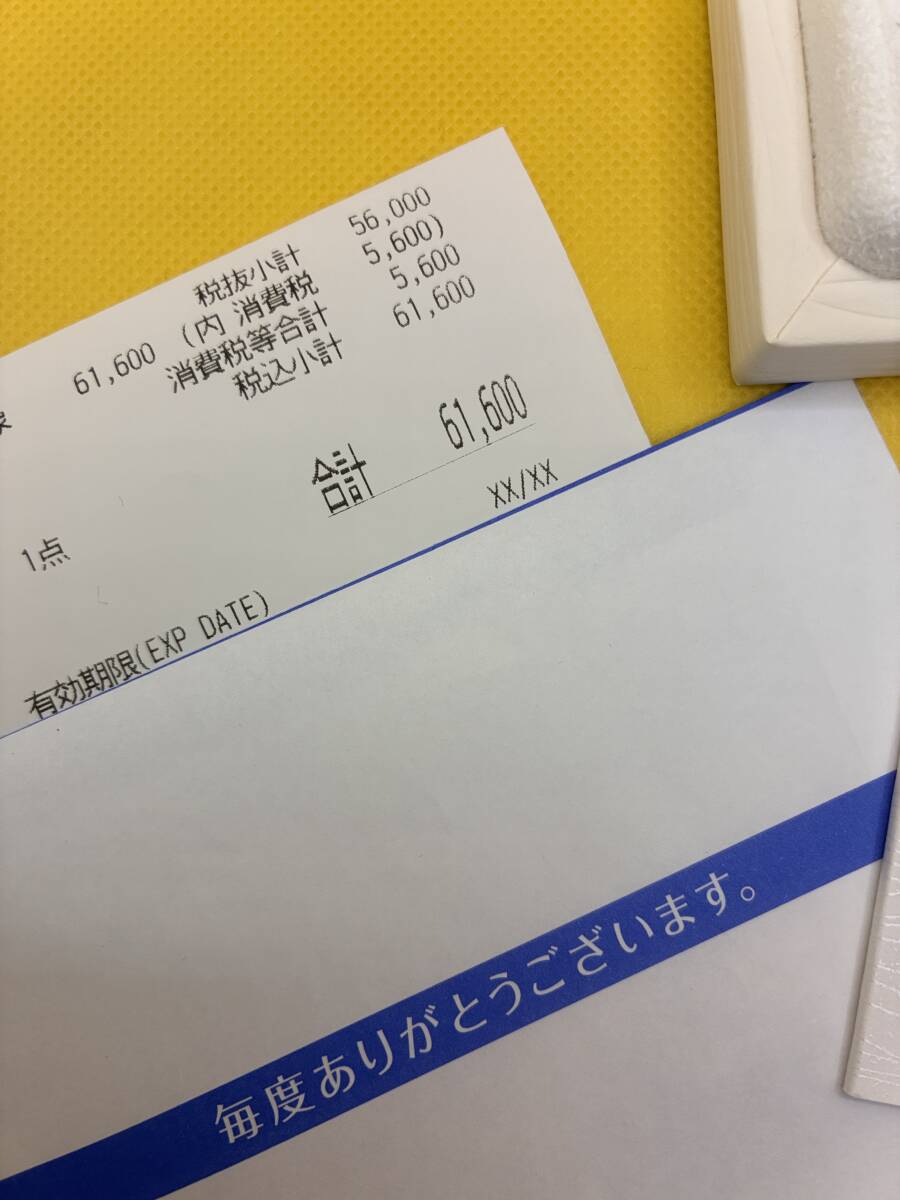 税抜小計 56,000
61,600 (内 消費税 5,600)
消費税等合計 5,600
税込小計 61,600
合計 61,600
1点
有効期限(EXP DATE) XX/XX
毎度ありがとうございます。